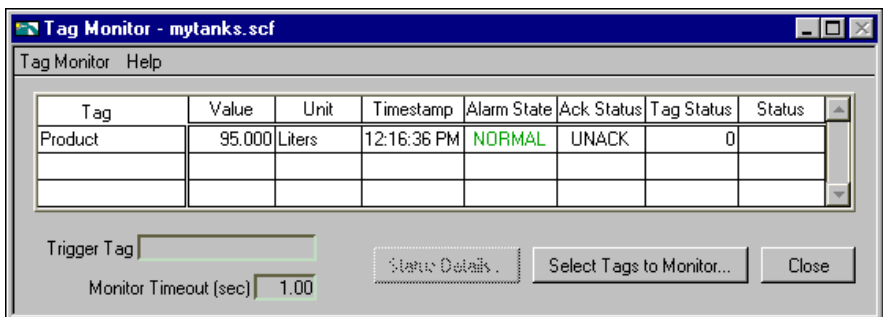 Tag Monitor - mytanks.scf
Tag Monitor Help
Tag Value Unit Timestamp Alarm State Ack Status Tag Status Status
Product 95.000 Liters 12:16:36 PM NORMAL UNACK 0
Trigger Tag
Status Details... Select Tags to Monitor... Close
Monitor Timeout (sec) 1.00